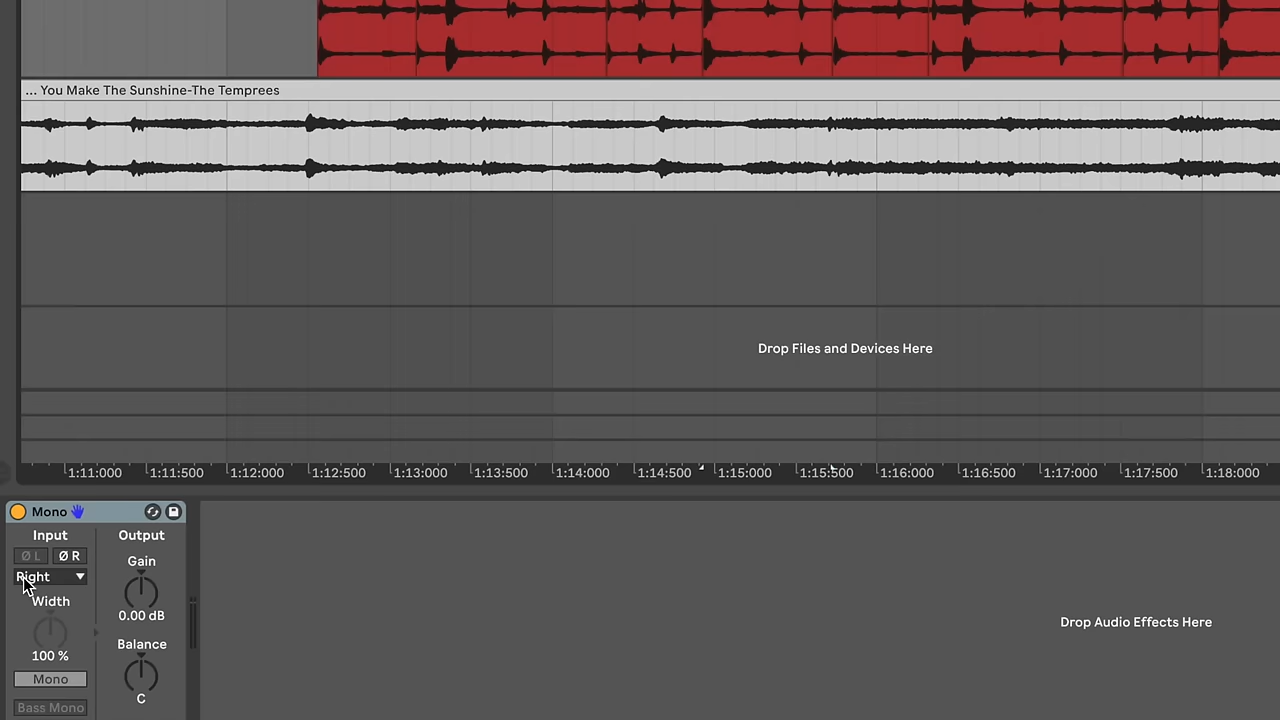 ... You Make The Sunshine-The Temprees
Drop Files and Devices Here
1:11:000 1:11:500 1:12:000 1:12:500 1:13:000 1:13:500 1:14:000 1:14:500 1:15:000 1:15:500 1:16:000 1:16:500 1:17:000 1:17:500 1:18:000
Mono
Input
Ø L Ø R
Right
Width
100 %
Mono
Bass Mono
Output
Gain
0.00 dB
Balance
C
Drop Audio Effects Here